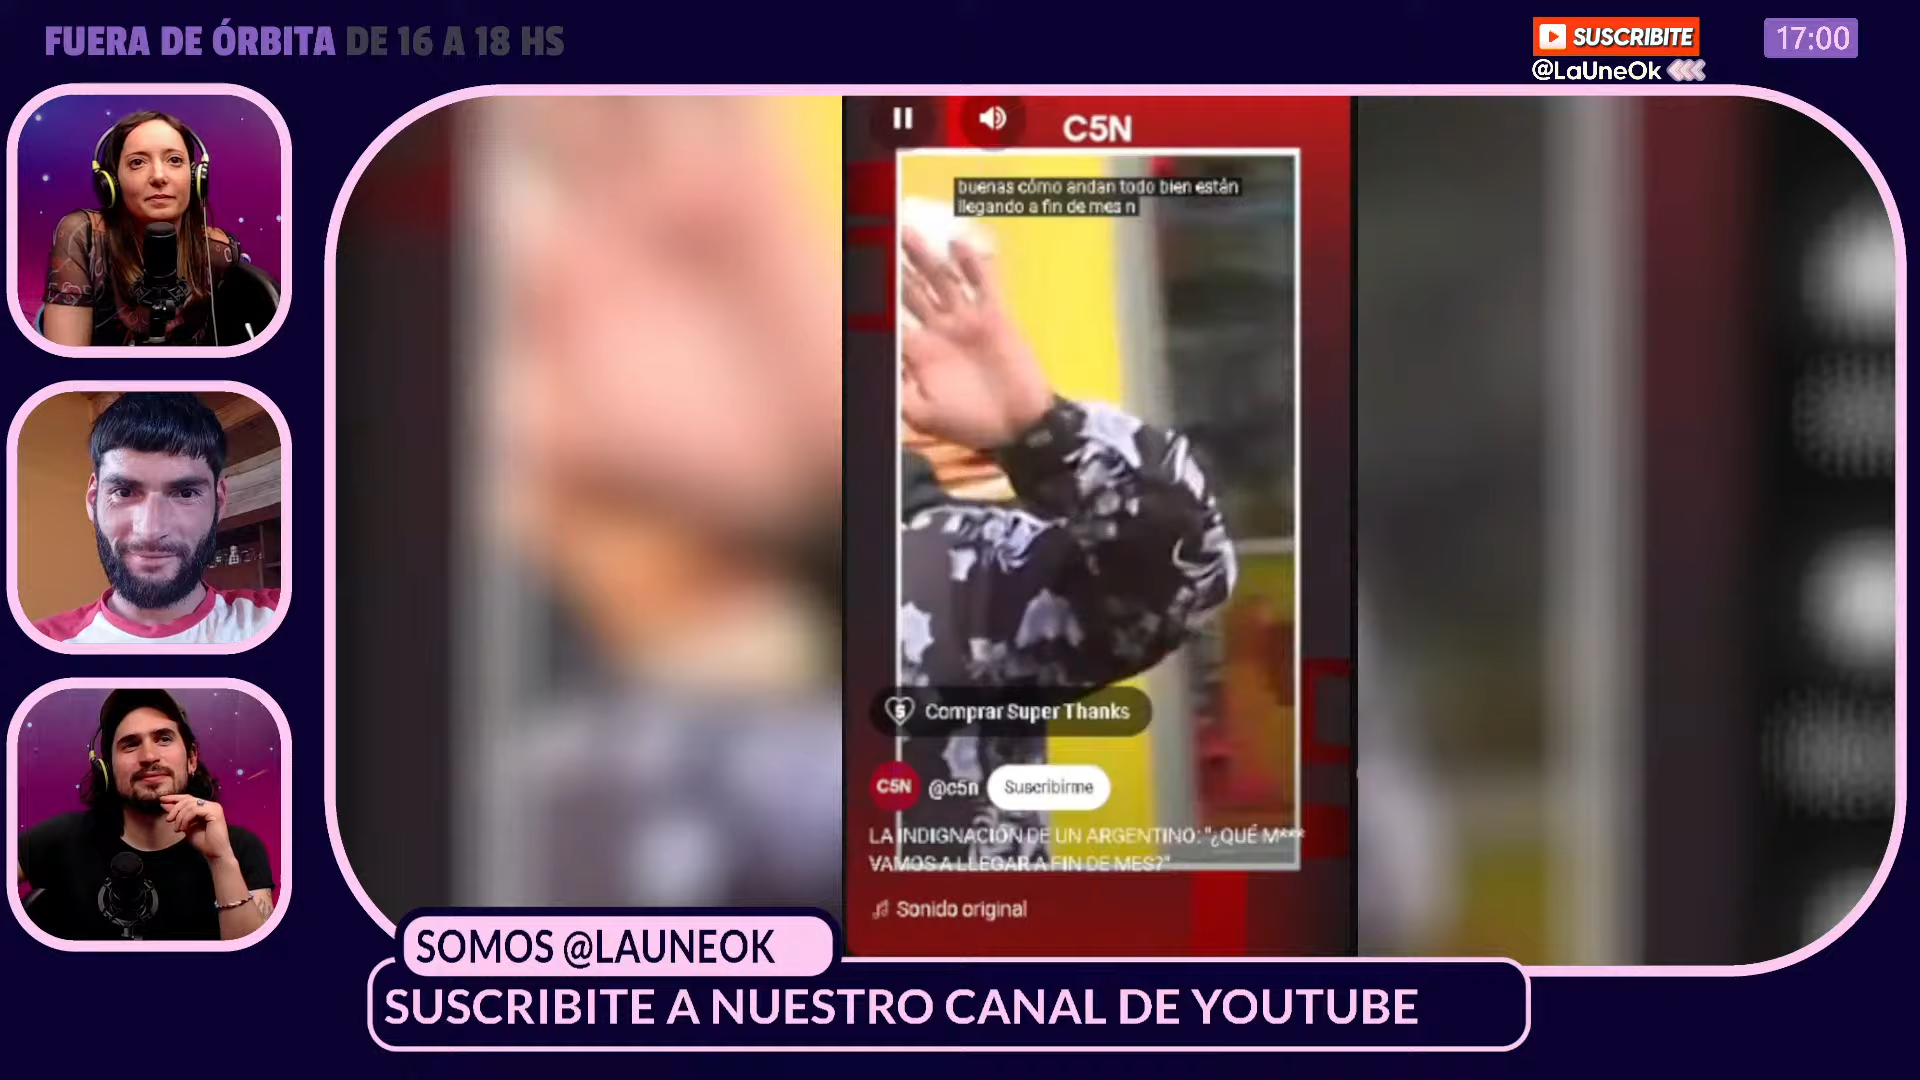 FUERA DE ÓRBITA DE 16 A 18 HS
SUSCRIBITE
@LaUneOk
17:00
C5N
buenas cómo andan todo bien están
llegando a fin de mes n
Comprar Super Thanks
C5N @c5n Suscribirme
LA INDIGNACIÓN DE UN ARGENTINO: "¿QUÉ M***
VAMOS A LLEGAR A FIN DE MES?"
Sonido original
SOMOS @LAUNEOK
SUSCRIBITE A NUESTRO CANAL DE YOUTUBE